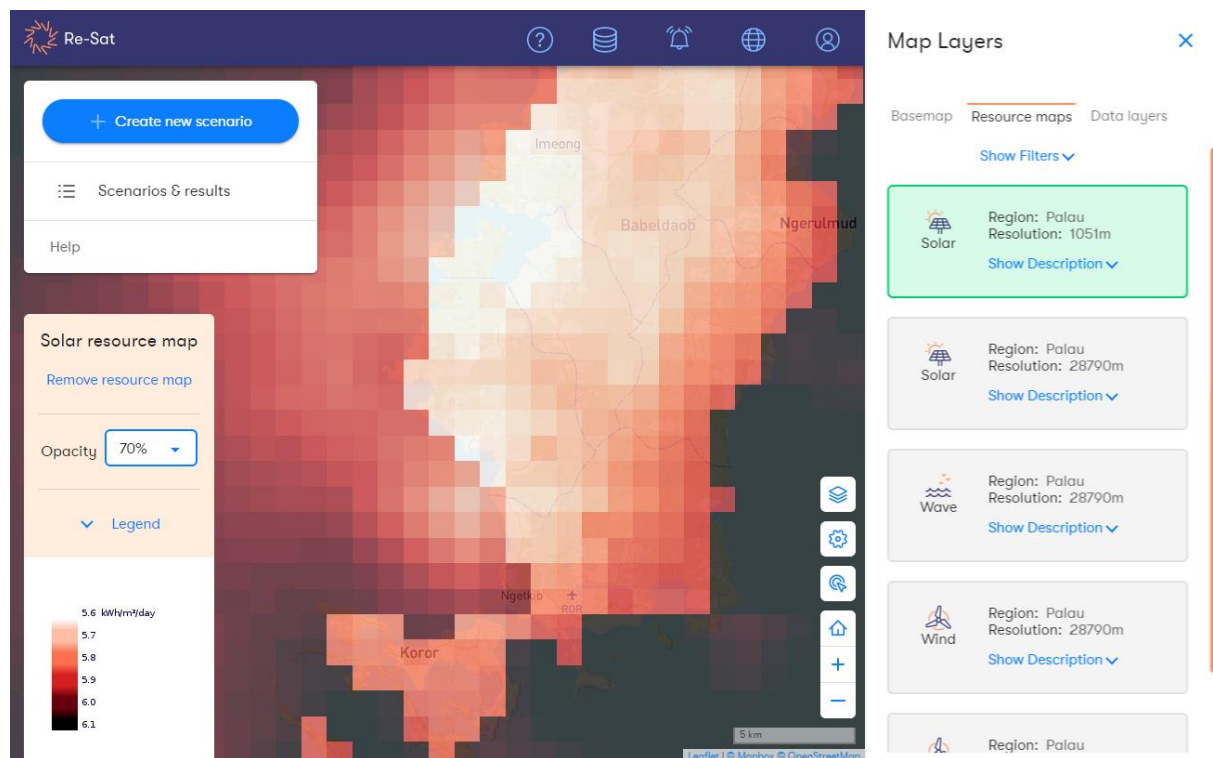 Re-Sat
Create new scenario
Scenarios & results
Help
Solar resource map
Remove resource map
Opacity 70%
Legend
5.6 kWh/m²/day
5.7
5.8
5.9
6.0
6.1
Imeong
Babeldaob
Ngerulmud
Ngetkib
ROR
Koror
5 km
Leaflet | © Mapbox © OpenStreetMap
Map Layers
Basemap Resource maps Data layers
Show Filters
Solar
Region: Palau
Resolution: 1051m
Show Description
Solar
Region: Palau
Resolution: 28790m
Show Description
Wave
Region: Palau
Resolution: 28790m
Show Description
Wind
Region: Palau
Resolution: 28790m
Show Description
Region: Palau